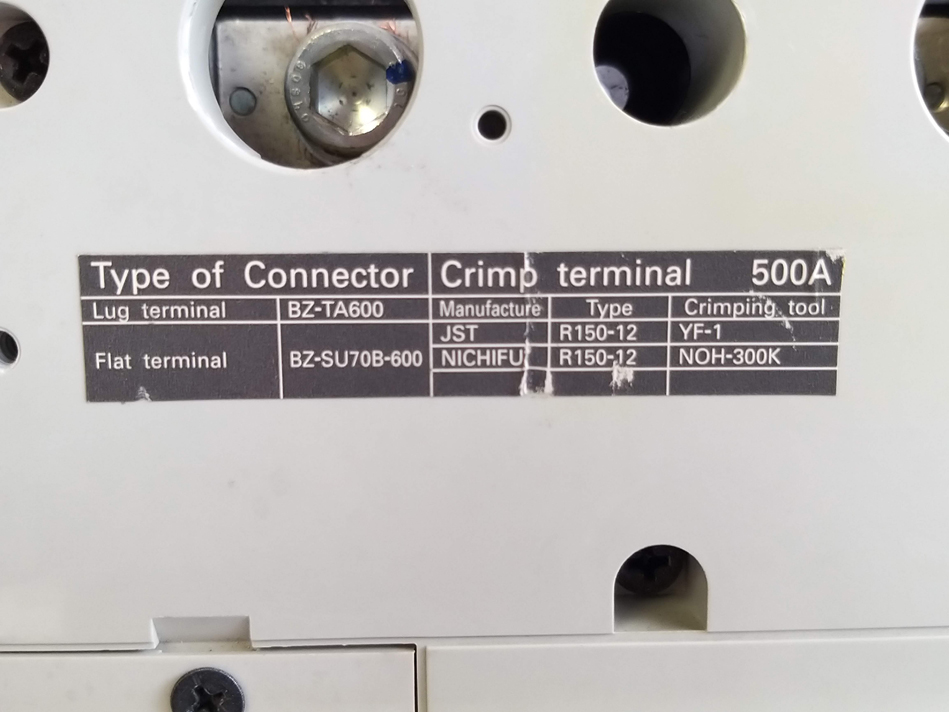 Type of Connector Crimp terminal 500A
Lug terminal BZ-TA600 Manufacture Type Crimping tool
JST R150-12 YF-1
Flat terminal BZ-SU70B-600 NICHIFU R150-12 NOH-300K